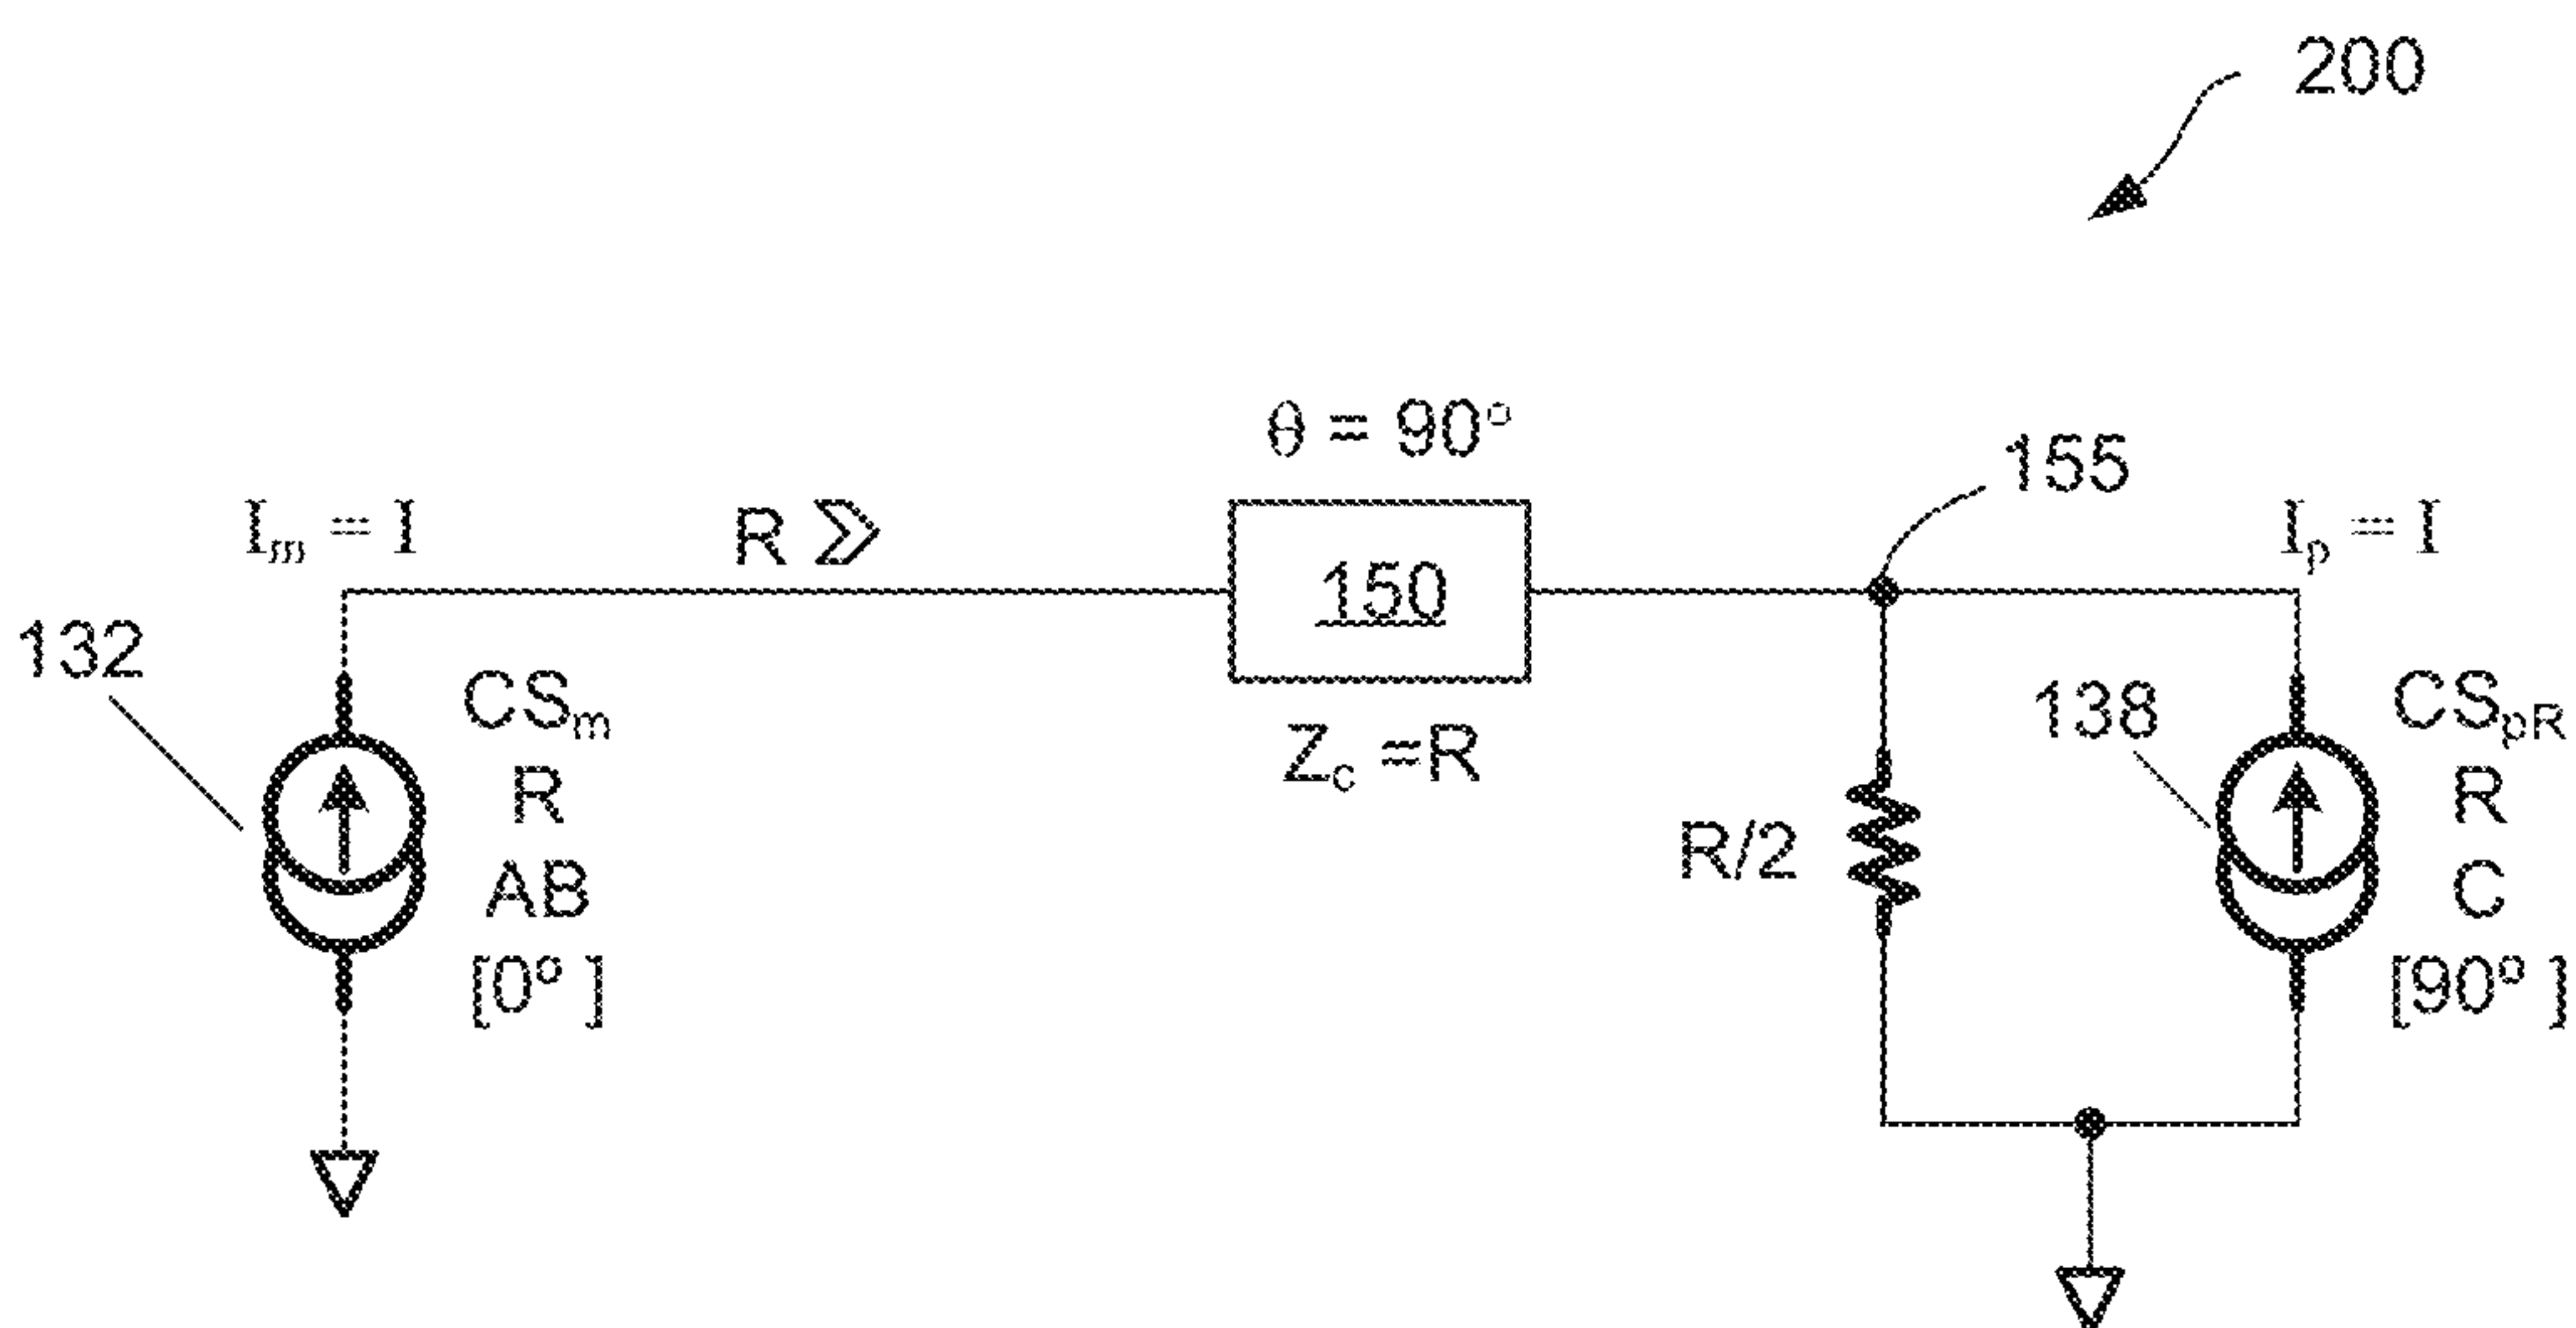 200
θ = 90°
155
Iₘ = I
R
Iₚ = I
150
132
CSₘ
R
AB
[0°]
Z꜀ =R
138
CSₚR
R
C
[90°]
R/2